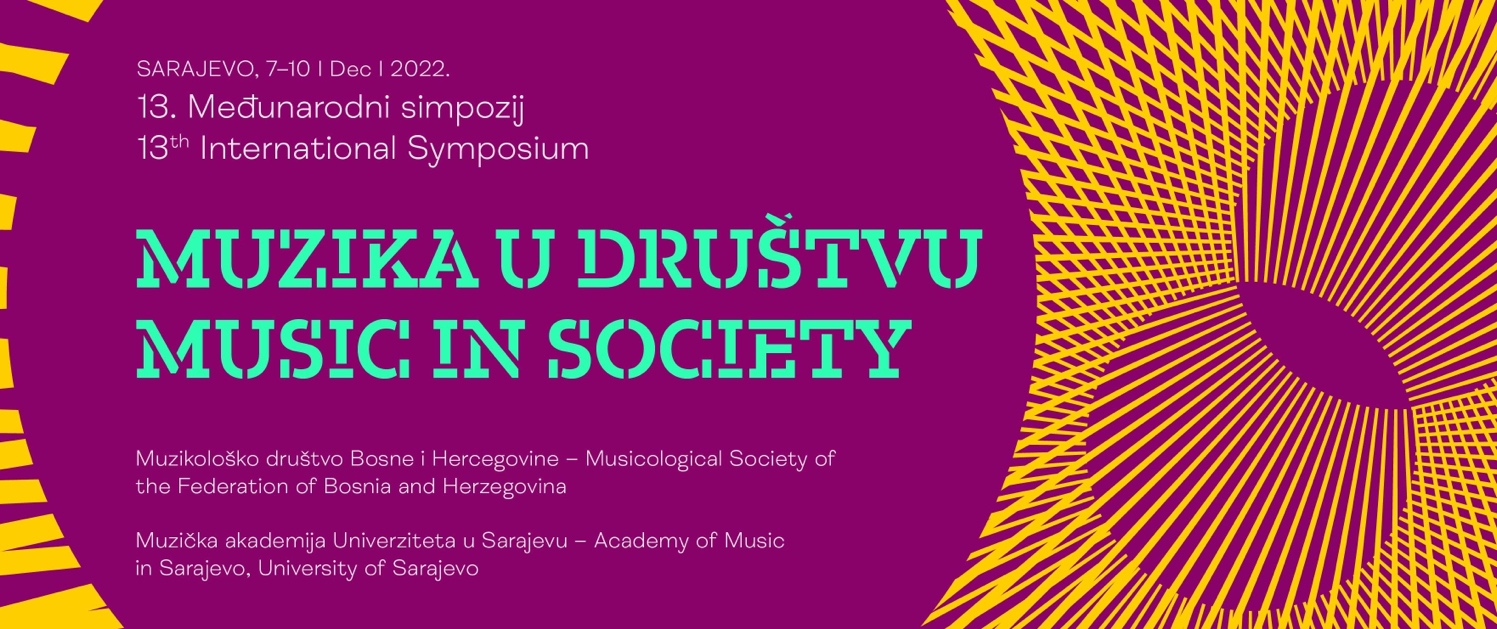 SARAJEVO, 7–10 | Dec | 2022.
13. Međunarodni simpozij
13th International Symposium
MUZIKA U DRUŠTVU
MUSIC IN SOCIETY
Muzikološko društvo Bosne i Hercegovine – Musicological Society of
the Federation of Bosnia and Herzegovina
Muzička akademija Univerziteta u Sarajevu – Academy of Music
in Sarajevo, University of Sarajevo